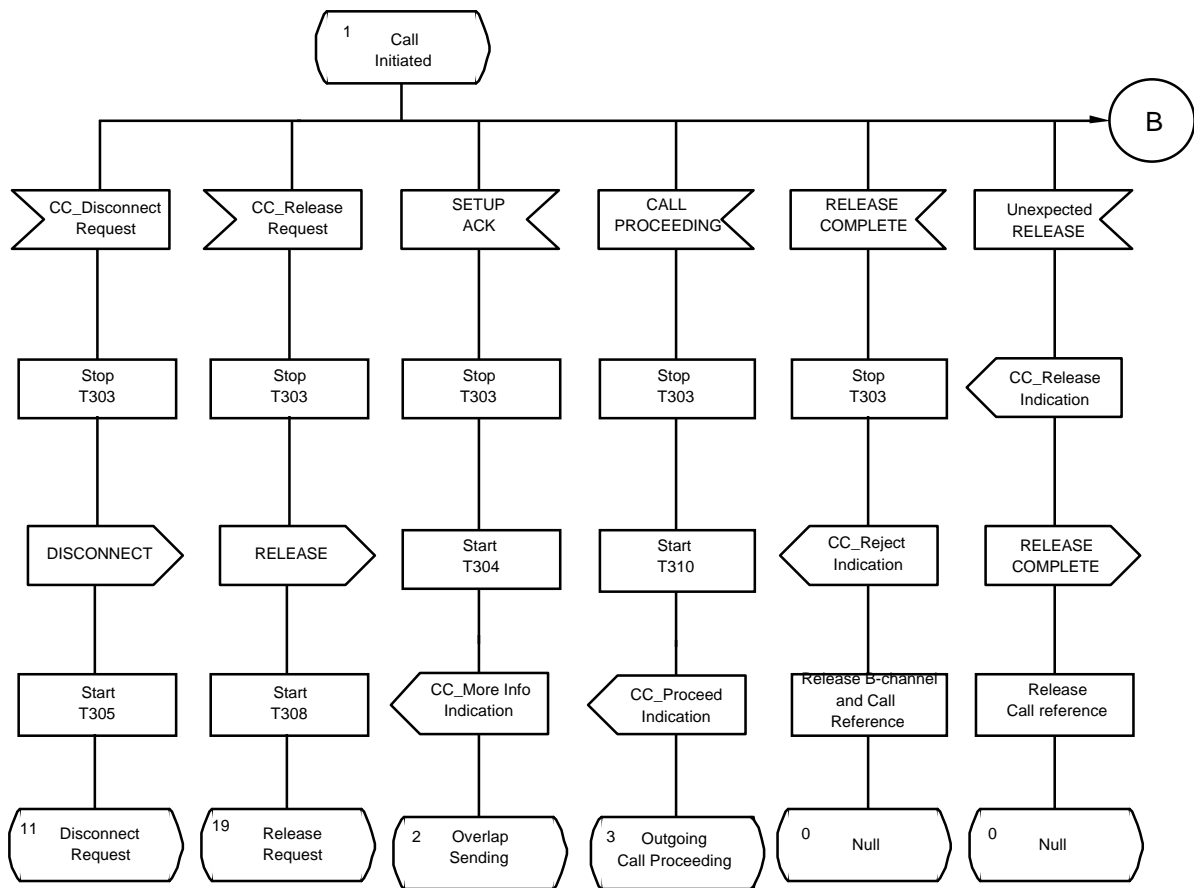 1
Call
Initiated
B
CC_Disconnect
Request
CC_Release
Request
SETUP
ACK
CALL
PROCEEDING
RELEASE
COMPLETE
Unexpected
RELEASE
Stop
T303
Stop
T303
Stop
T303
Stop
T303
Stop
T303
CC_Release
Indication
DISCONNECT
RELEASE
Start
T304
Start
T310
CC_Reject
Indication
RELEASE
COMPLETE
Start
T305
Start
T308
CC_More Info
Indication
CC_Proceed
Indication
Release B-channel
and Call
Reference
Release
Call reference
11
Disconnect
Request
19
Release
Request
2
Overlap
Sending
3
Outgoing
Call Proceeding
0
Null
0
Null